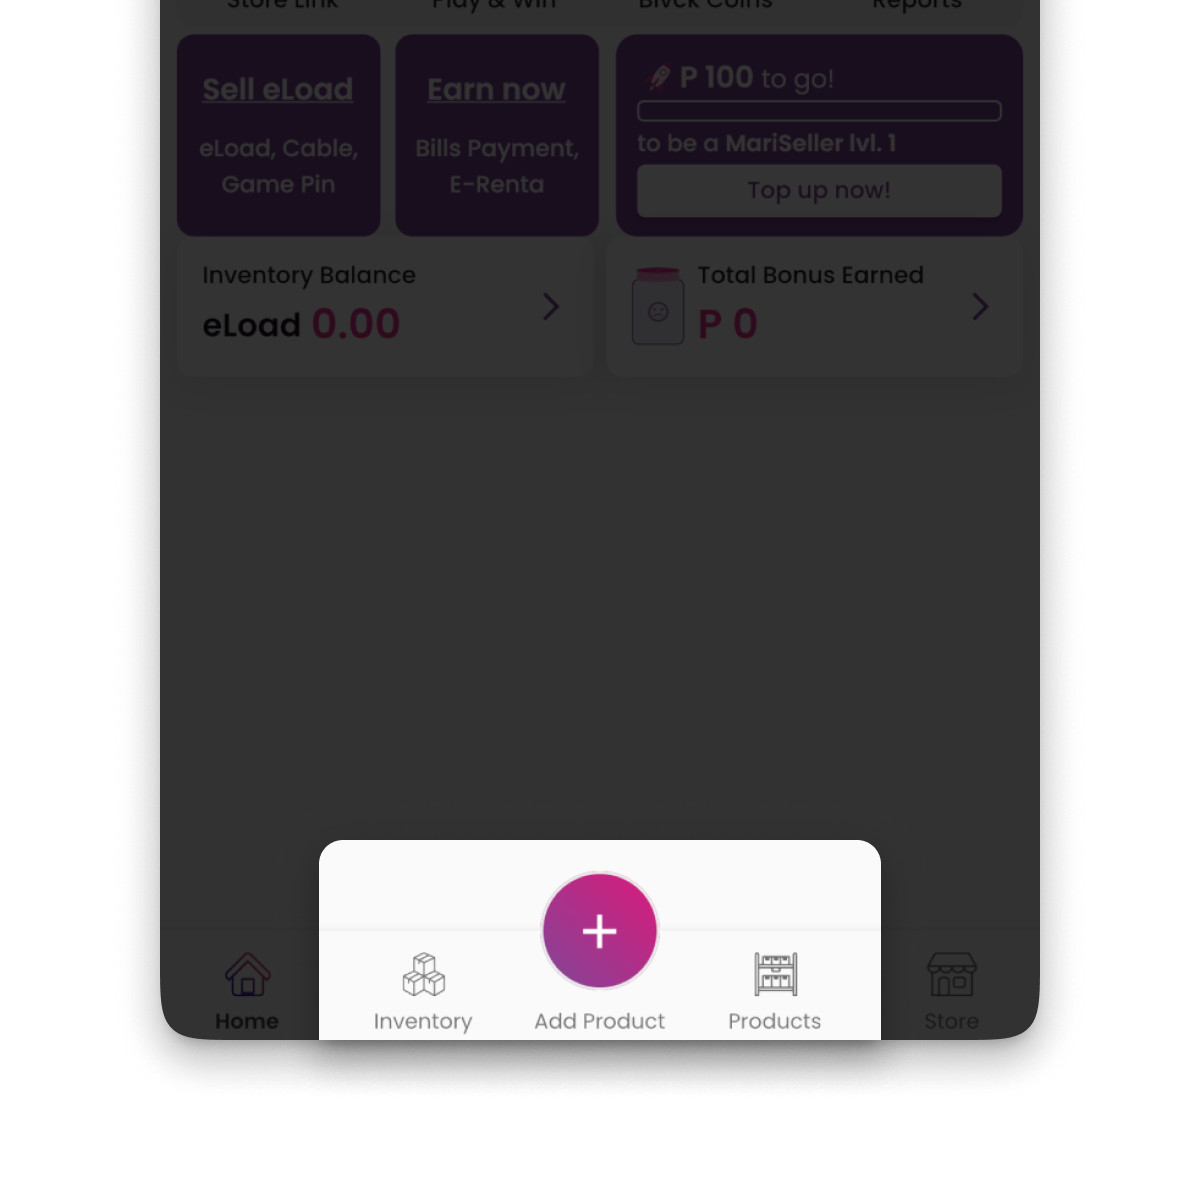 Store Link
Play & Win
Blvck Coins
Reports
Sell eLoad
eLoad, Cable,
Game Pin
Earn now
Bills Payment,
E-Renta
P 100 to go!
to be a MariSeller lvl. 1
Top up now!
Inventory Balance
eLoad 0.00
Total Bonus Earned
P 0
Home
Inventory
Add Product
Products
Store